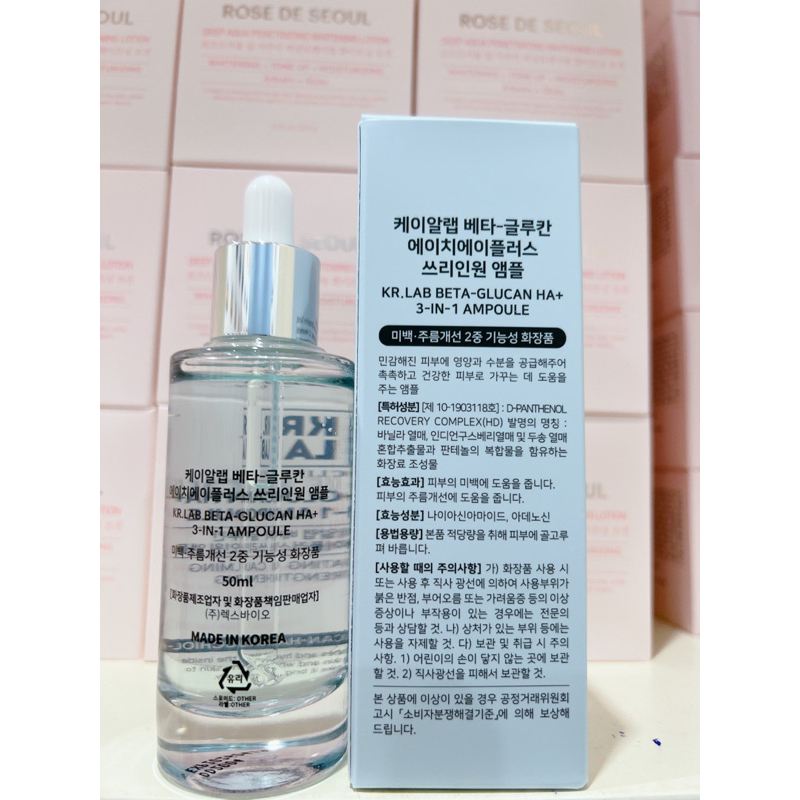 ROSE DE SEOUL
ROSE DE SEOUL
ROSE DE SEOUL
케이알랩 베타-글루칸
에이치에이플러스
쓰리인원 앰플
KR.LAB BETA-GLUCAN HA+
3-IN-1 AMPOULE
미백·주름개선 2중 기능성 화장품
민감해진 피부에 영양과 수분을 공급해주어
촉촉하고 건강한 피부로 가꾸는 데 도움을
주는 앰플
[특허성분] [제 10-1903118호] : D-PANTHENOL
RECOVERY COMPLEX(HD) 발명의 명칭 :
바닐라 열매, 인디언구스베리열매 및 두송 열매
혼합추출물과 판테놀의 복합물을 함유하는
화장료 조성물
[효능효과] 피부의 미백에 도움을 줍니다.
피부의 주름개선에 도움을 줍니다.
[효능성분] 나이아신아마이드, 아데노신
[용법용량] 본품 적당량을 취해 피부에 골고루
펴 바릅니다.
[사용할 때의 주의사항] 가) 화장품 사용 시
또는 사용 후 직사 광선에 의하여 사용부위가
붉은 반점, 부어오름 또는 가려움증 등의 이상
증상이나 부작용이 있는 경우에는 전문의
등과 상담할 것. 나) 상처가 있는 부위 등에는
사용을 자제할 것. 다) 보관 및 취급 시 주의
사항. 1) 어린이의 손이 닿지 않는 곳에 보관
할 것. 2) 직사광선을 피해서 보관할 것.
본 상품에 이상이 있을 경우 공정거래위원회
고시 「소비자분쟁해결기준」에 의해 보상해
드립니다.
케이알랩 베타-글루칸
에이치에이플러스 쓰리인원 앰플
KR.LAB BETA-GLUCAN HA+
3-IN-1 AMPOULE
미백·주름개선 2중 기능성 화장품
50ml
[화장품제조업자 및 화장품책임판매업자]
(주)렉스바이오
MADE IN KOREA
유리
스포이드: OTHER
라벨:OTHER